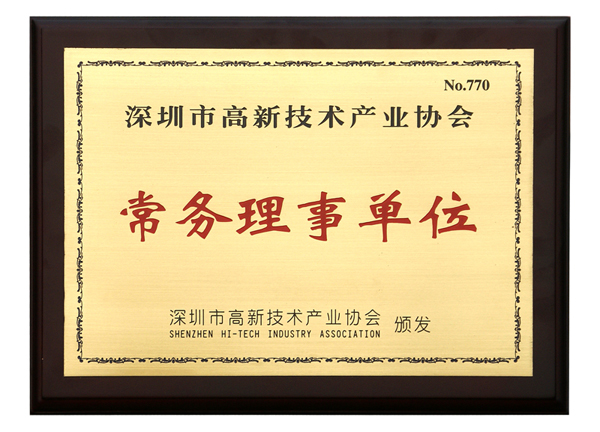 No.770
深圳市高新技术产业协会
常务理事单位
深圳市高新技术产业协会 颁发
SHENZHEN HI-TECH INDUSTRY ASSOCIATION